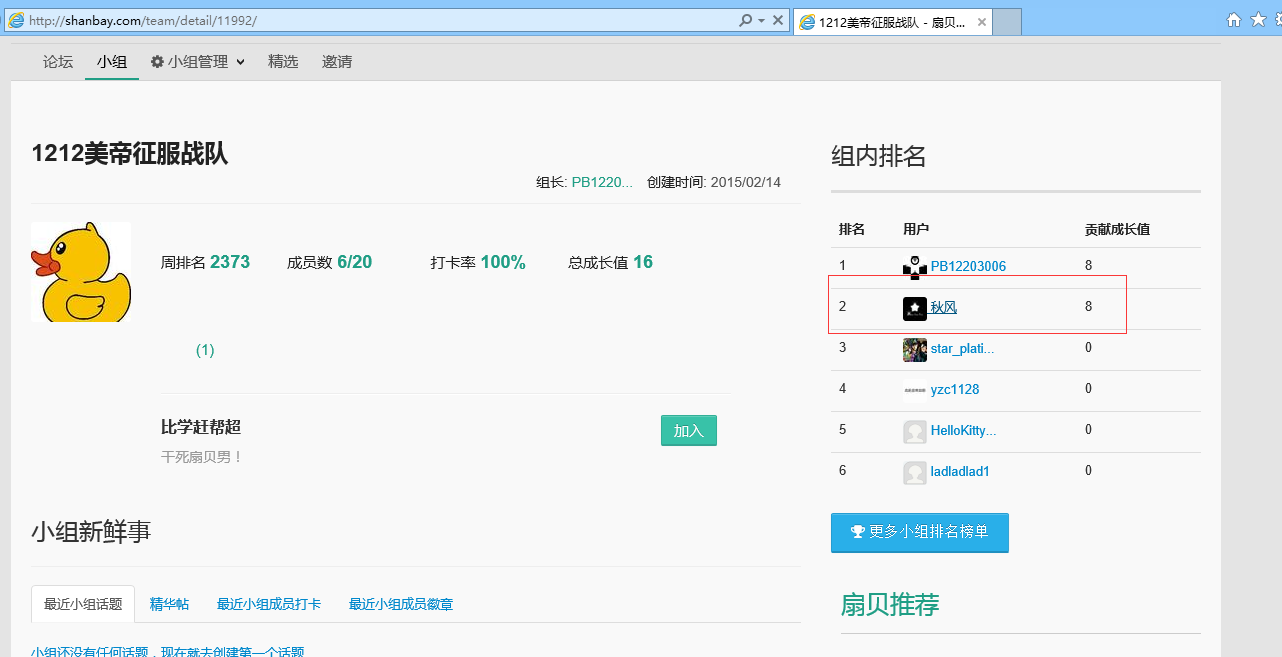 http://shanbay.com/team/detail/11992/
1212美帝征服战队 - 扇贝...
论坛 小组 小组管理 精选 邀请
1212美帝征服战队
组长: PB1220... 创建时间: 2015/02/14
周排名 2373 成员数 6/20 打卡率 100% 总成长值 16
(1)
比学赶帮超
加入
干死扇贝男！
小组新鲜事
最近小组话题 精华帖 最近小组成员打卡 最近小组成员徽章
小组还没有任何话题，现在就去创建第一个话题
组内排名
排名 用户 贡献成长值
1 PB12203006 8
2 秋风 8
3 star_plati... 0
4 yzc1128 0
5 HelloKitty... 0
6 ladladlad1 0
更多小组排名榜单
扇贝推荐